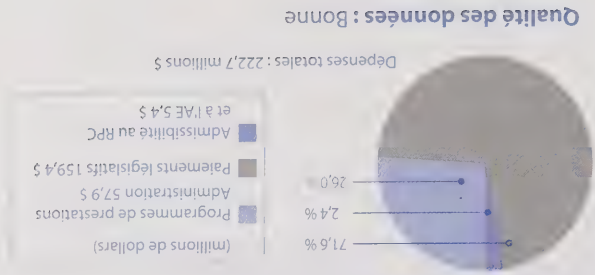 71,6 %
2,4 %
26,0 %
(millions de dollars)
Programmes de prestations
Administration 57,9 $
Paiements législatifs 159,4 $
Admissibilité au RPC
et à l'AE 5,4 $
Dépenses totales : 222,7 millions $
Qualité des données : Bonne